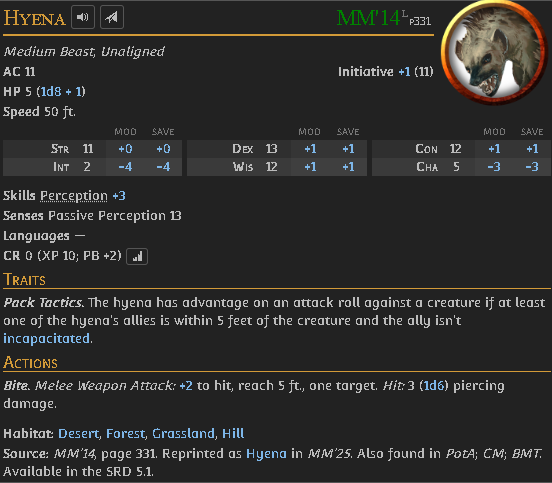 Hyena MM'14 L p331
Medium Beast, Unaligned
AC 11 Initiative +1 (11)
HP 5 (1d8 + 1)
Speed 50 ft.
MOD SAVE MOD SAVE MOD SAVE
Str 11 +0 +0 Dex 13 +1 +1 Con 12 +1 +1
Int 2 −4 −4 Wis 12 +1 +1 Cha 5 −3 −3
Skills Perception +3
Senses Passive Perception 13
Languages —
CR 0 (XP 10; PB +2)
Traits
Pack Tactics. The hyena has advantage on an attack roll against a creature if at least
one of the hyena's allies is within 5 feet of the creature and the ally isn't
incapacitated.
Actions
Bite. Melee Weapon Attack: +2 to hit, reach 5 ft., one target. Hit: 3 (1d6) piercing
damage.
Habitat: Desert, Forest, Grassland, Hill
Source: MM'14, page 331. Reprinted as Hyena in MM'25. Also found in PotA; CM; BMT.
Available in the SRD 5.1.